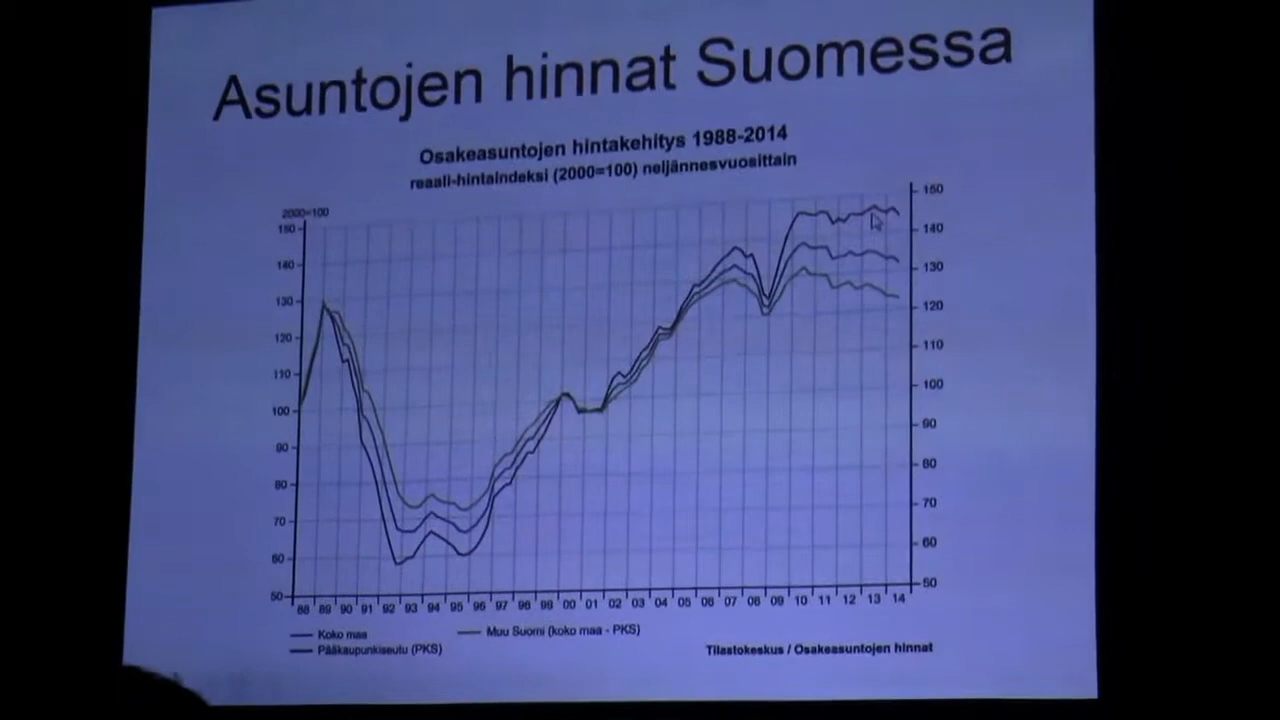 Asuntojen hinnat Suomessa
Osakeasuntojen hintakehitys 1988-2014
reaali-hintaindeksi (2000=100) neljännesvuosittain
2000=100
150
140
130
120
110
100
90
80
70
60
50
150
140
130
120
110
100
90
80
70
60
50
88 89 90 91 92 93 94 95 96 97 98 99 00 01 02 03 04 05 06 07 08 09 10 11 12 13 14
Koko maa
Muu Suomi (koko maa - PKS)
Pääkaupunkiseutu (PKS)
Tilastokeskus / Osakeasuntojen hinnat